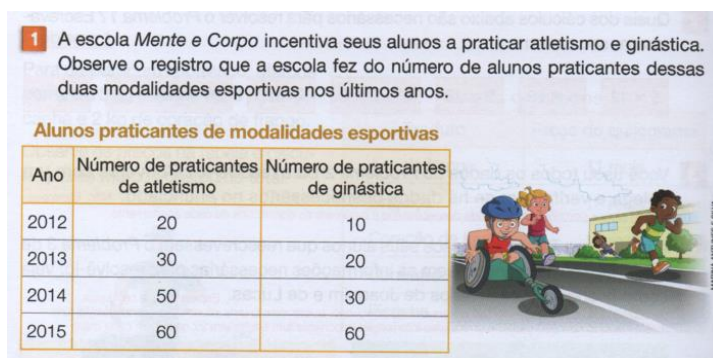 1 A escola Mente e Corpo incentiva seus alunos a praticar atletismo e ginástica.
Observe o registro que a escola fez do número de alunos praticantes dessas
duas modalidades esportivas nos últimos anos.
Alunos praticantes de modalidades esportivas
Ano Número de praticantes de atletismo Número de praticantes de ginástica
2012 20 10
2013 30 20
2014 50 30
2015 60 60